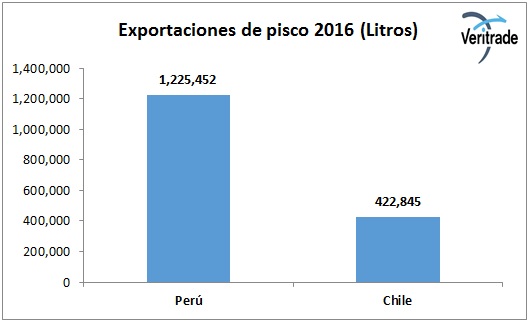 Exportaciones de pisco 2016 (Litros)
Veritrade
1,400,000
1,200,000
1,000,000
800,000
600,000
400,000
200,000
0
1,225,452
422,845
Perú
Chile